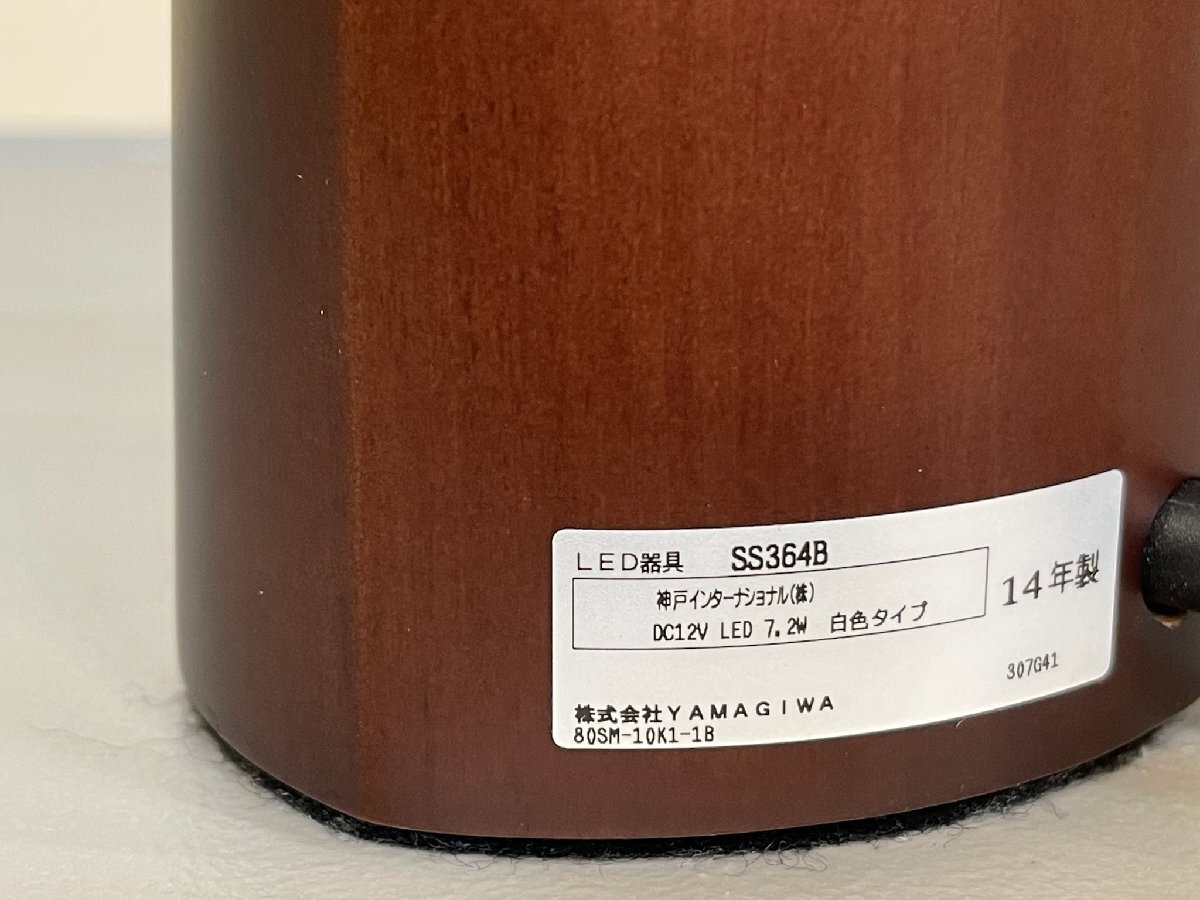 LED器具 SS364B
神戸インターナショナル(株)
DC12V LED 7.2W 白色タイプ
14年製
307G41
株式会社YAMAGIWA
80SM-10K1-1B